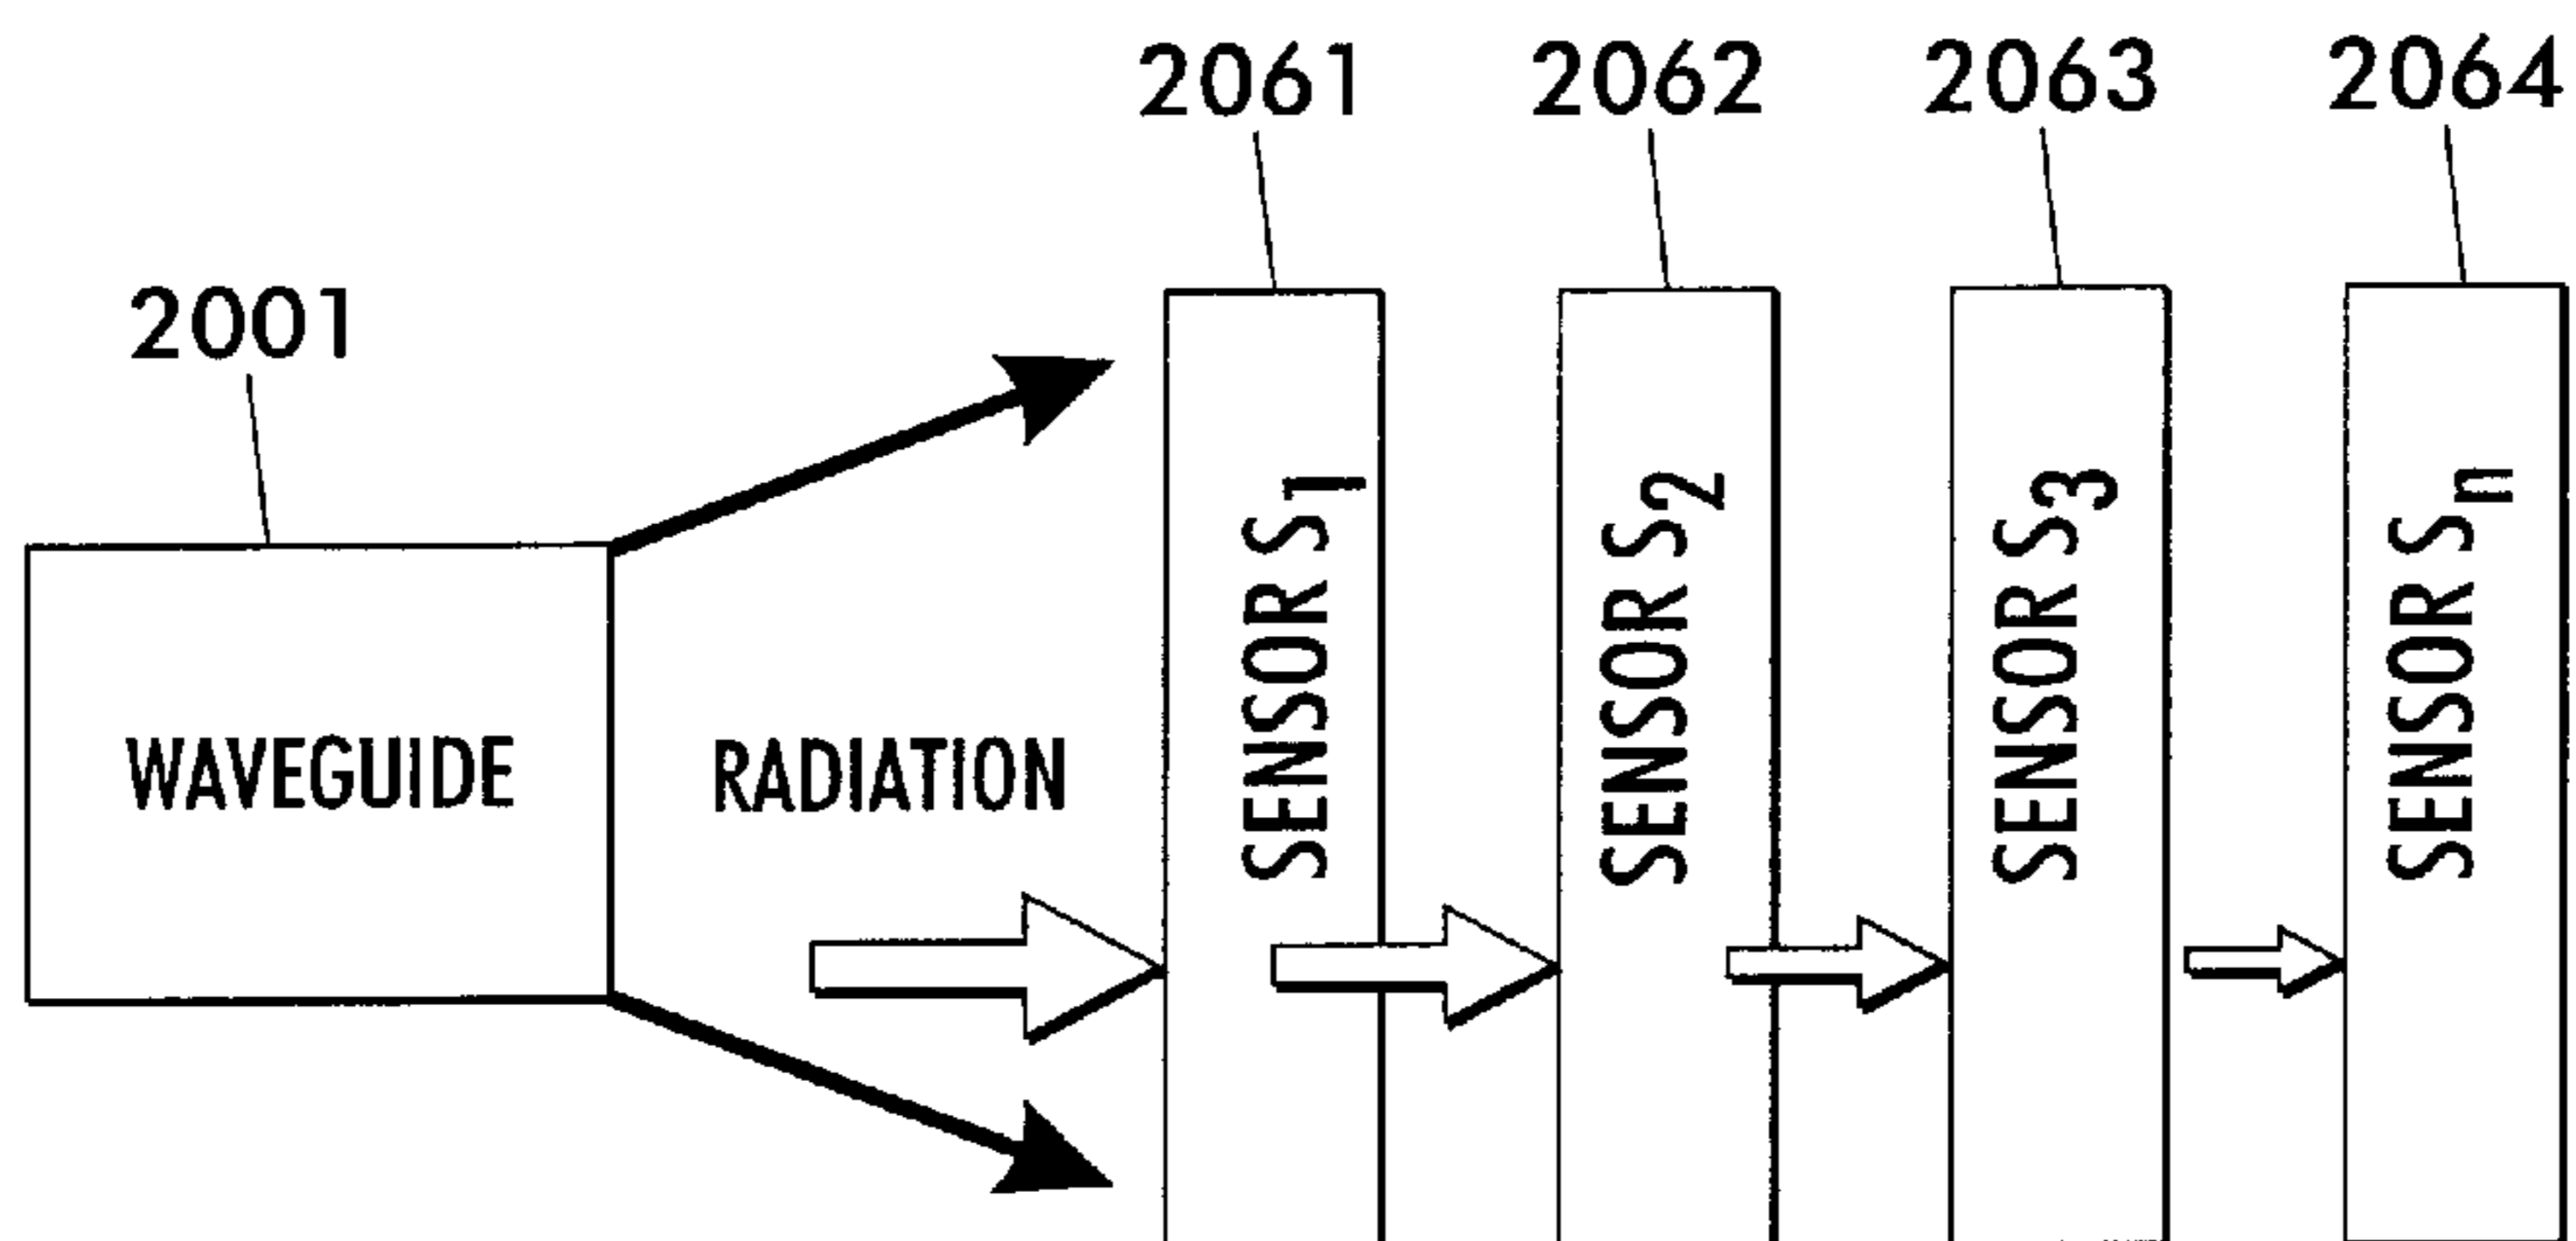 2061 2062 2063 2064
2001
WAVEGUIDE
RADIATION
SENSOR S1
SENSOR S2
SENSOR S3
SENSOR Sn